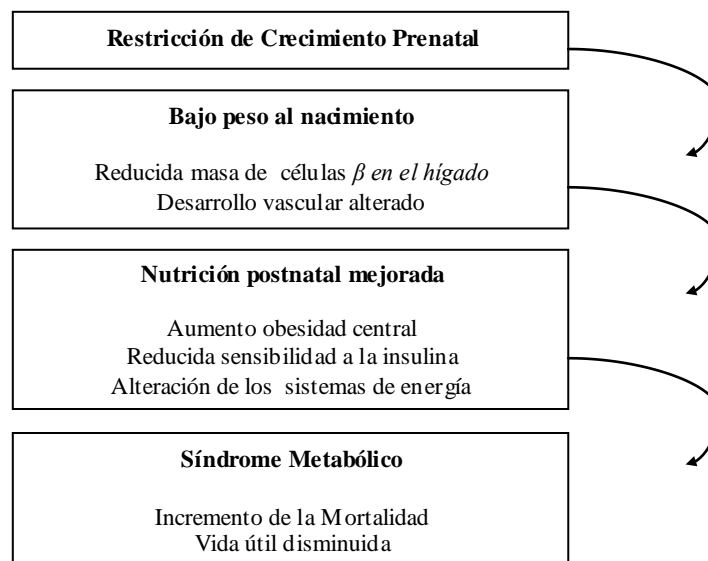 Restricción de Crecimiento Prenatal
Bajo peso al nacimiento
Reducida masa de células β en el hígado
Desarrollo vascular alterado
Nutrición postnatal mejorada
Aumento obesidad central
Reducida sensibilidad a la insulina
Alteración de los sistemas de energía
Síndrome Metabólico
Incremento de la Mortalidad
Vida útil disminuida